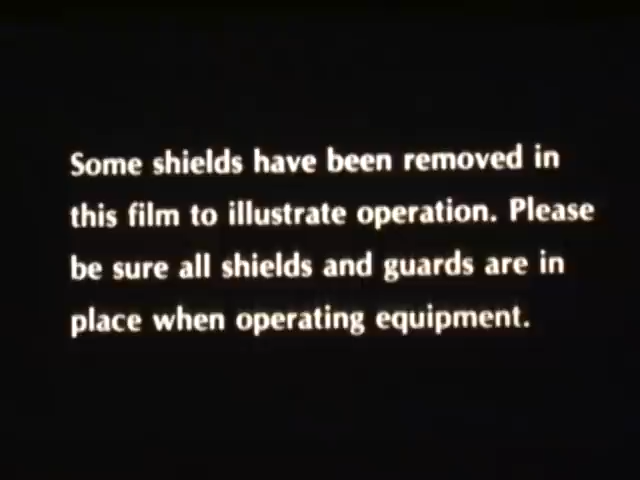 Some shields have been removed in
this film to illustrate operation. Please
be sure all shields and guards are in
place when operating equipment.